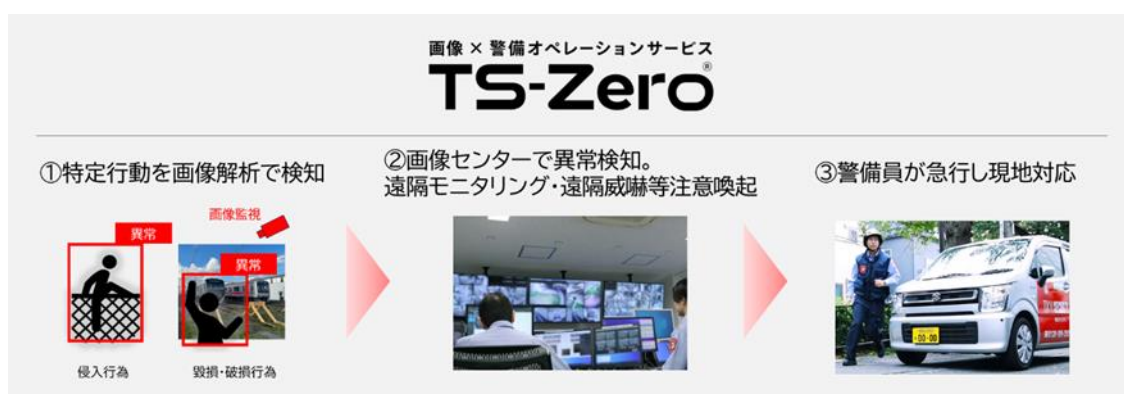 画像×警備オペレーションサービス
TS-Zero®
①特定行動を画像解析で検知
②画像センターで異常検知。
遠隔モニタリング・遠隔威嚇等注意喚起
③警備員が急行し現地対応
画像監視
異常
異常
侵入行為
毀損・破損行為